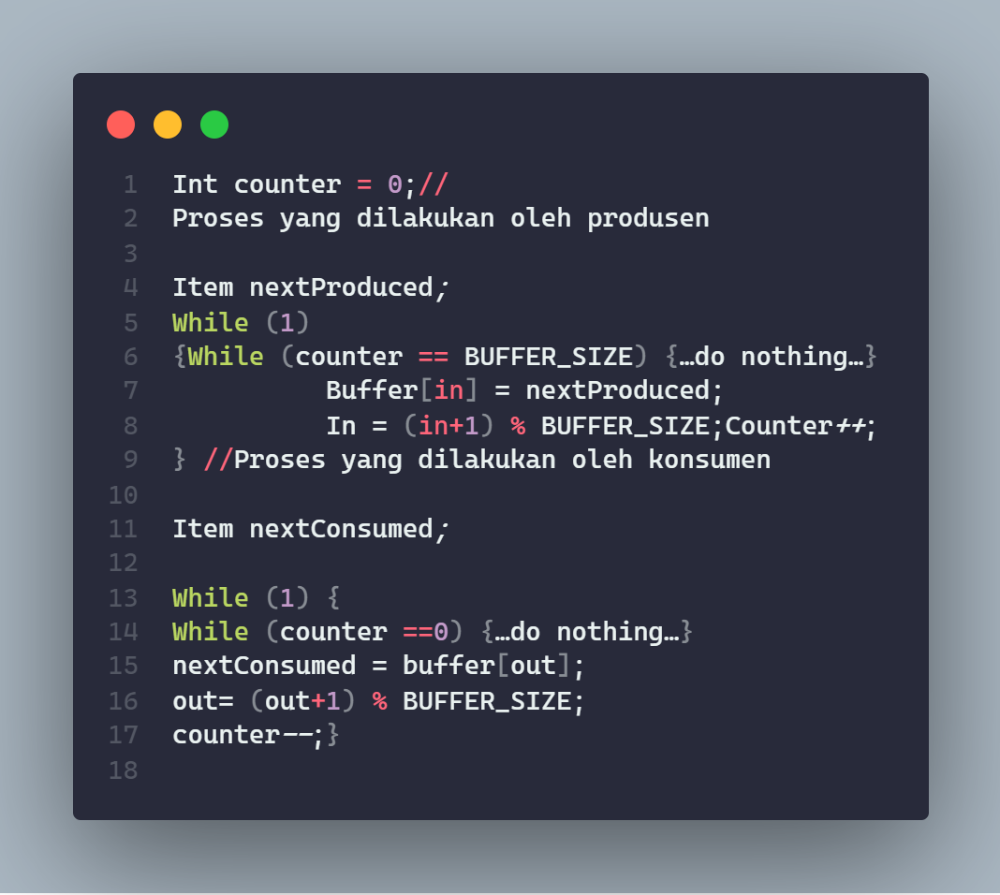 1 Int counter = 0;//
2 Proses yang dilakukan oleh produsen
3
4 Item nextProduced;
5 While (1)
6 {While (counter == BUFFER_SIZE) {…do nothing…}
7 Buffer[in] = nextProduced;
8 In = (in+1) % BUFFER_SIZE;Counter++;
9 } //Proses yang dilakukan oleh konsumen
10
11 Item nextConsumed;
12
13 While (1) {
14 While (counter ==0) {…do nothing…}
15 nextConsumed = buffer[out];
16 out= (out+1) % BUFFER_SIZE;
17 counter--;}
18